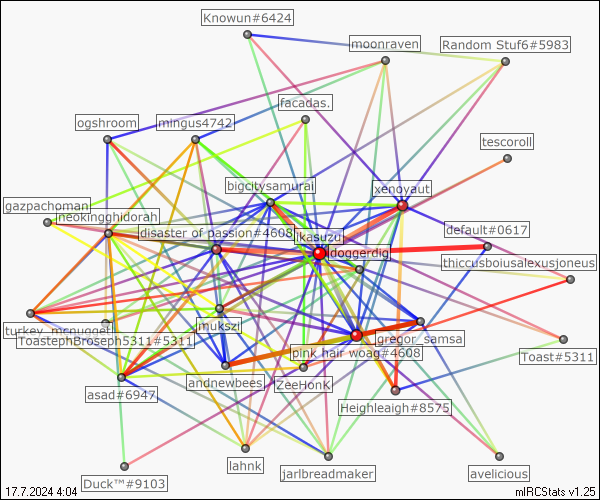 Knowun#6424
moonraven
Random Stuf6#5983
facadas.
ogshroom
mingus4742
tescoroll
bigcitysamurai
xenoyaut
gazpachoman
neokingghidorah
disaster of passion#4608
ikasuzu
default#0617
doggerdig
thiccusboiusalexusjoneus
turkey_mcnugget
mukszi
gregor_samsa
ToastephBroseph5311#5311
pink hair woag#4608
Toast#5311
asad#6947
andnewbees
ZeeHonK
Heighleaigh#8575
lahnk
jarlbreadmaker
avelicious
Duck™#9103
17.7.2024 4:04
mIRCStats v1.25